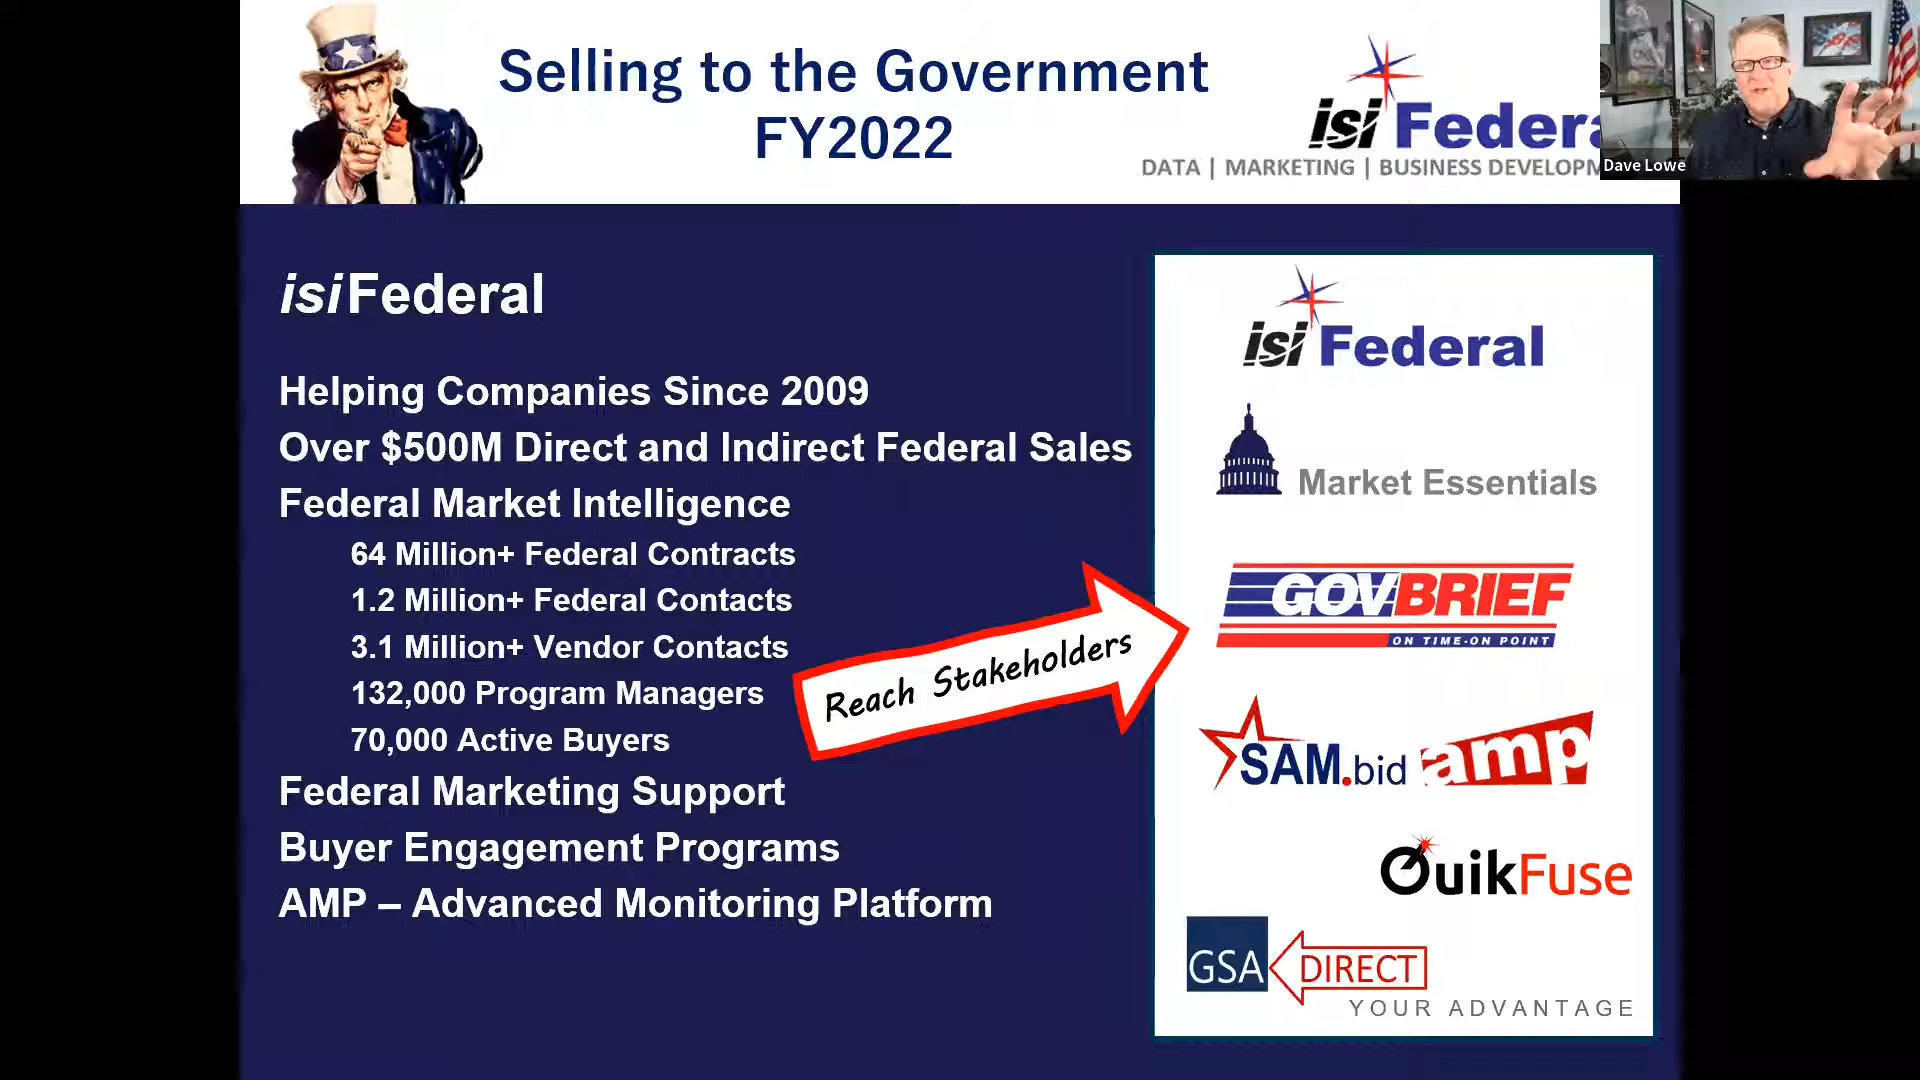 Selling to the Government
FY2022
isi Federa
DATA | MARKETING | BUSINESS DEVELOPM
Dave Lowe
isiFederal
Helping Companies Since 2009
Over $500M Direct and Indirect Federal Sales
Federal Market Intelligence
64 Million+ Federal Contracts
1.2 Million+ Federal Contacts
3.1 Million+ Vendor Contacts
132,000 Program Managers
70,000 Active Buyers
Federal Marketing Support
Buyer Engagement Programs
AMP – Advanced Monitoring Platform
Reach Stakeholders
isi Federal
Market Essentials
GOVBRIEF
ON TIME-ON POINT
SAM.bid amp
QuikFuse
GSA DIRECT
YOUR ADVANTAGE